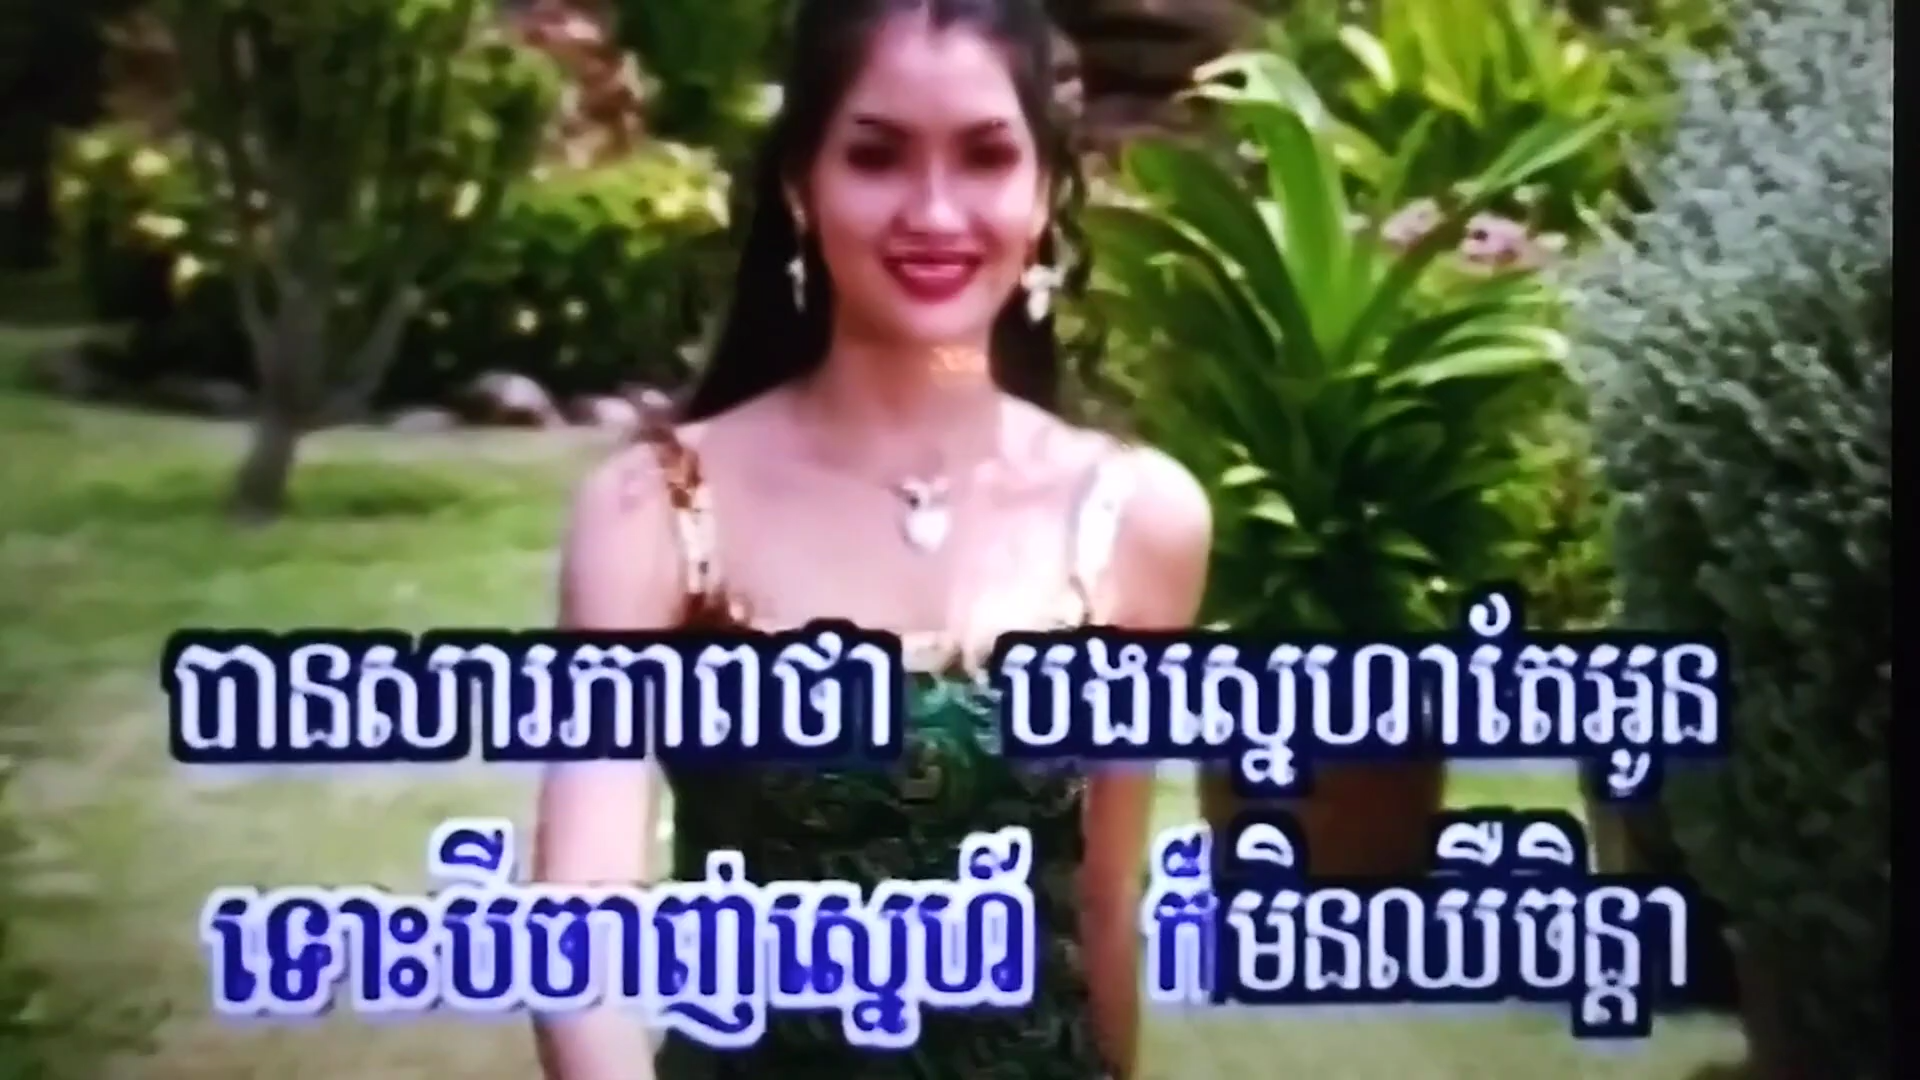 បានសារភាពថា បងស្នេហាតែអូន
ទោះបីចាញ់ស្នេហ៍ ក៏មិនឈឺចិន្តា